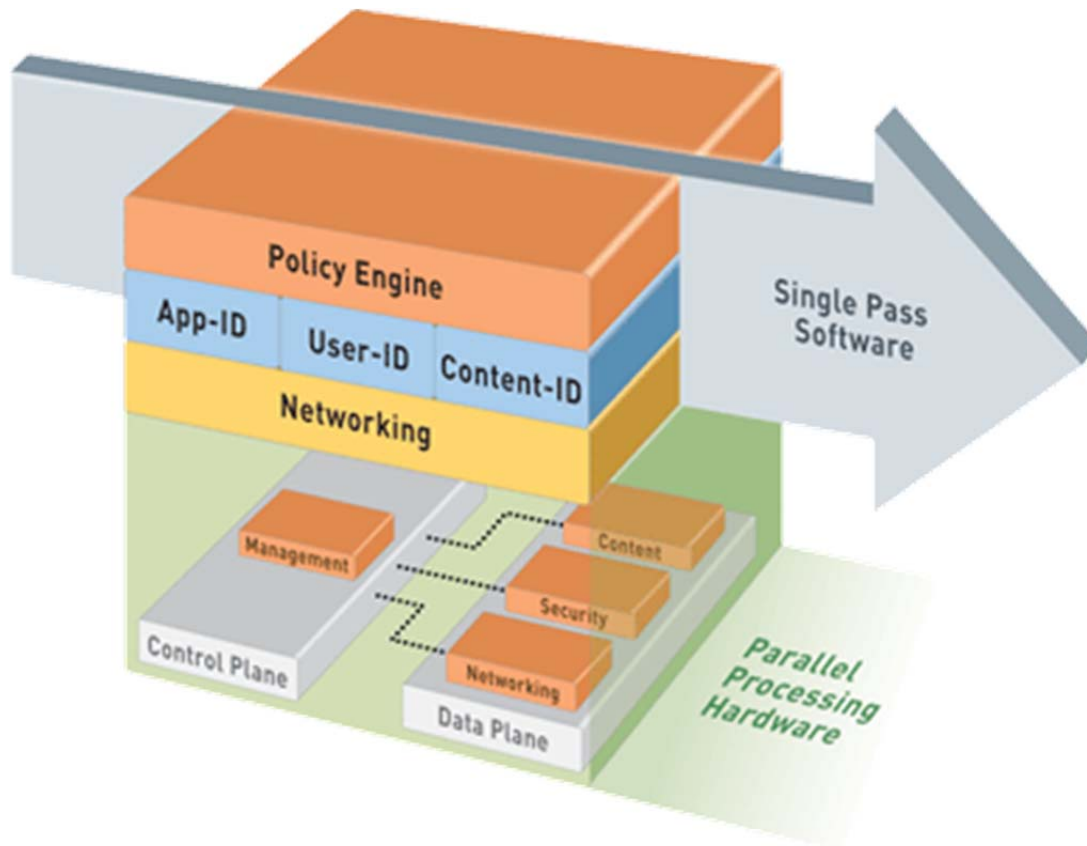 Policy Engine
App-ID
User-ID
Content-ID
Networking
Single Pass
Software
Management
Content
Security
Networking
Control Plane
Data Plane
Parallel
Processing
Hardware